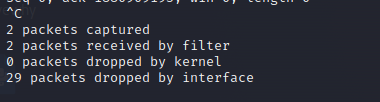 ^C
2 packets captured
2 packets received by filter
0 packets dropped by kernel
29 packets dropped by interface